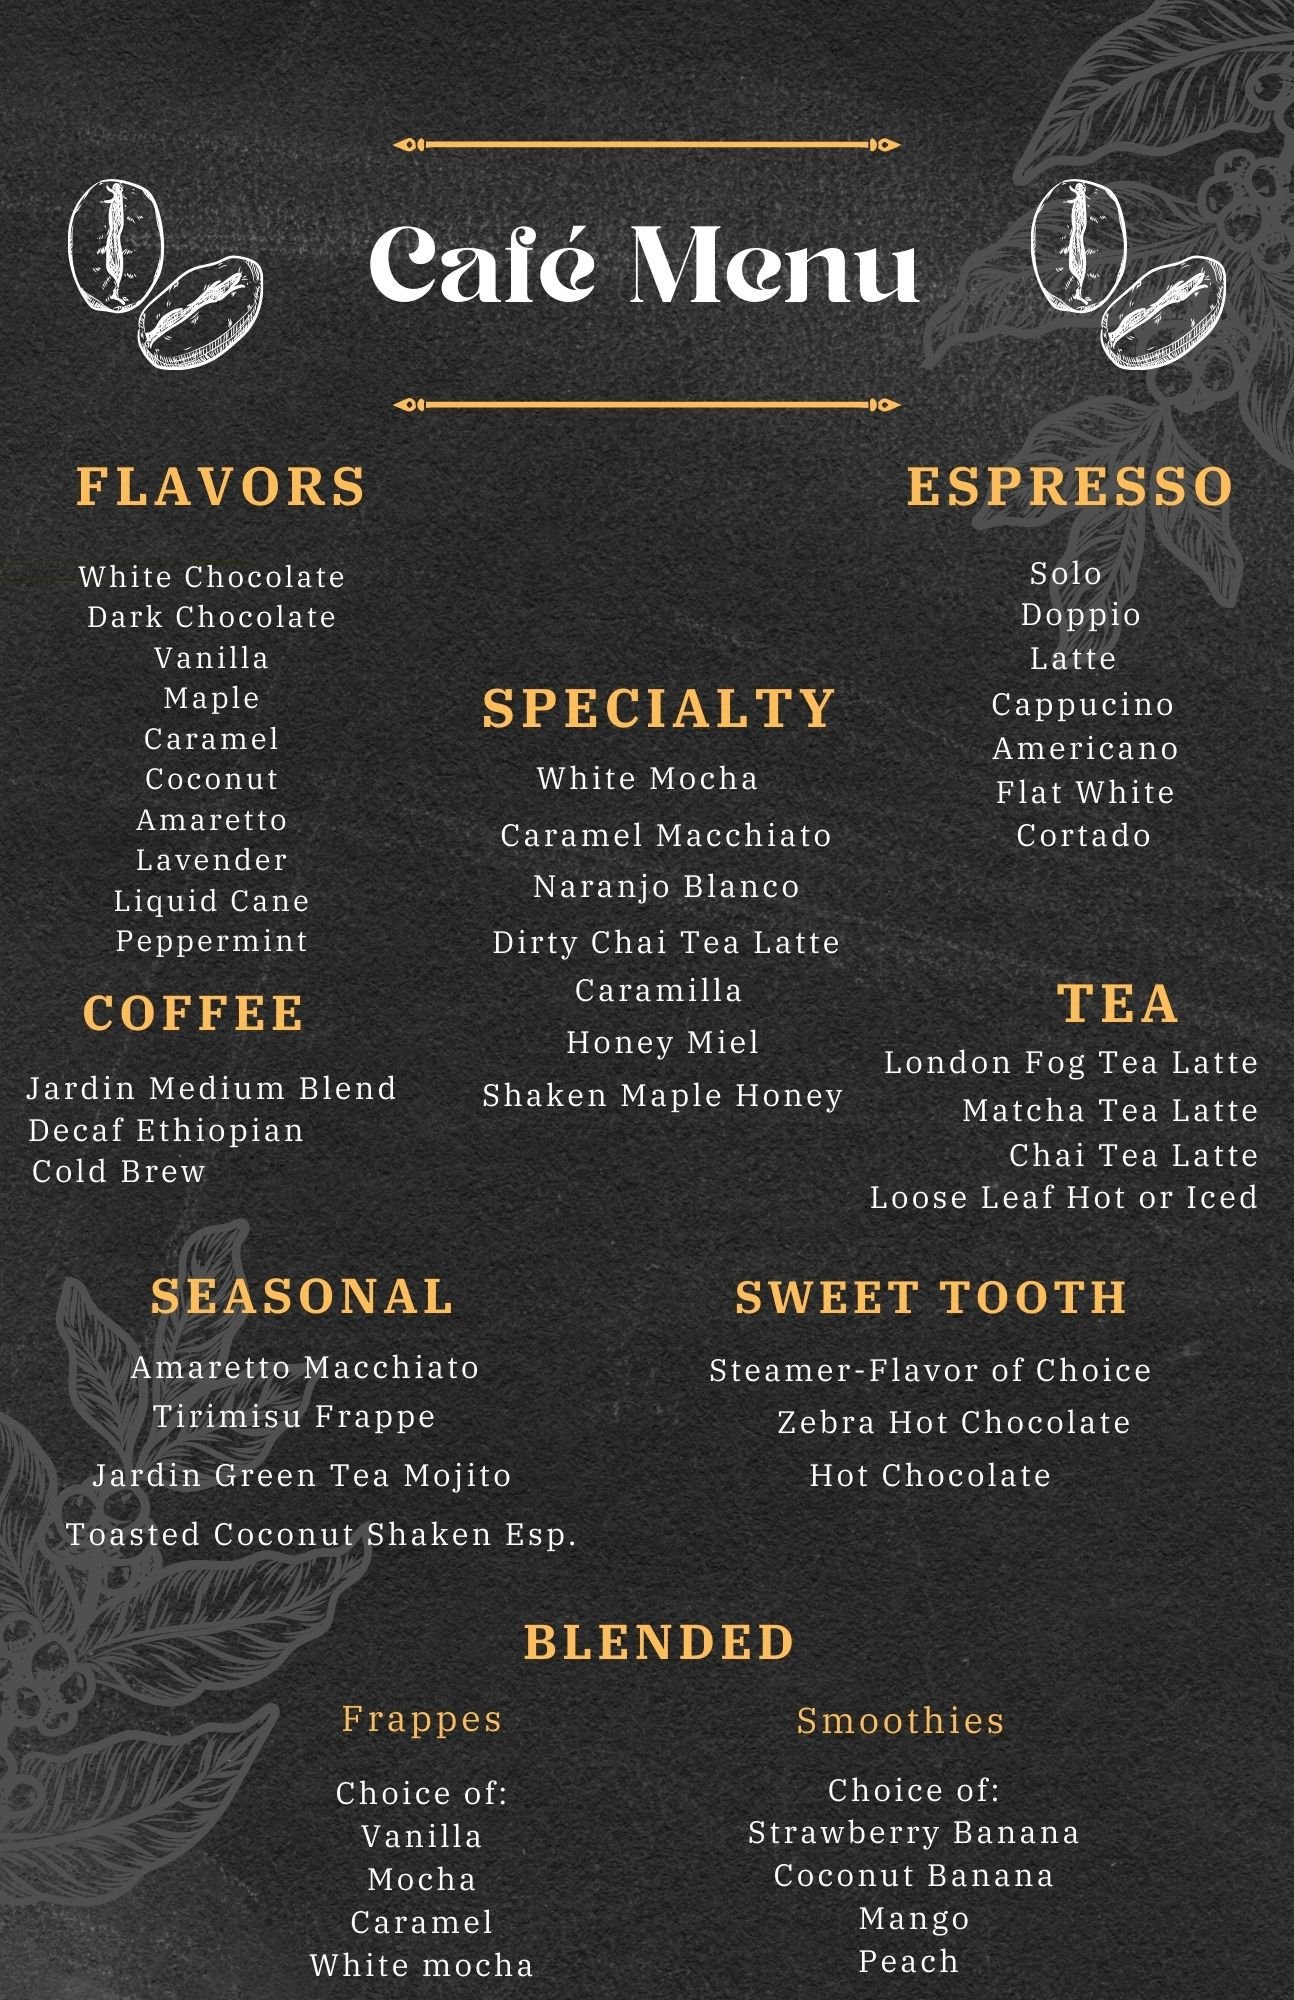 Café Menu
FLAVORS
White Chocolate
Dark Chocolate
Vanilla
Maple
Caramel
Coconut
Amaretto
Lavender
Liquid Cane
Peppermint
COFFEE
Jardin Medium Blend
Decaf Ethiopian
Cold Brew
SPECIALTY
White Mocha
Caramel Macchiato
Naranjo Blanco
Dirty Chai Tea Latte
Caramilla
Honey Miel
Shaken Maple Honey
ESPRESSO
Solo
Doppio
Latte
Cappucino
Americano
Flat White
Cortado
TEA
London Fog Tea Latte
Matcha Tea Latte
Chai Tea Latte
Loose Leaf Hot or Iced
SEASONAL
Amaretto Macchiato
Tirimisu Frappe
Jardin Green Tea Mojito
Toasted Coconut Shaken Esp.
SWEET TOOTH
Steamer-Flavor of Choice
Zebra Hot Chocolate
Hot Chocolate
BLENDED
Frappes
Choice of:
Vanilla
Mocha
Caramel
White mocha
Smoothies
Choice of:
Strawberry Banana
Coconut Banana
Mango
Peach